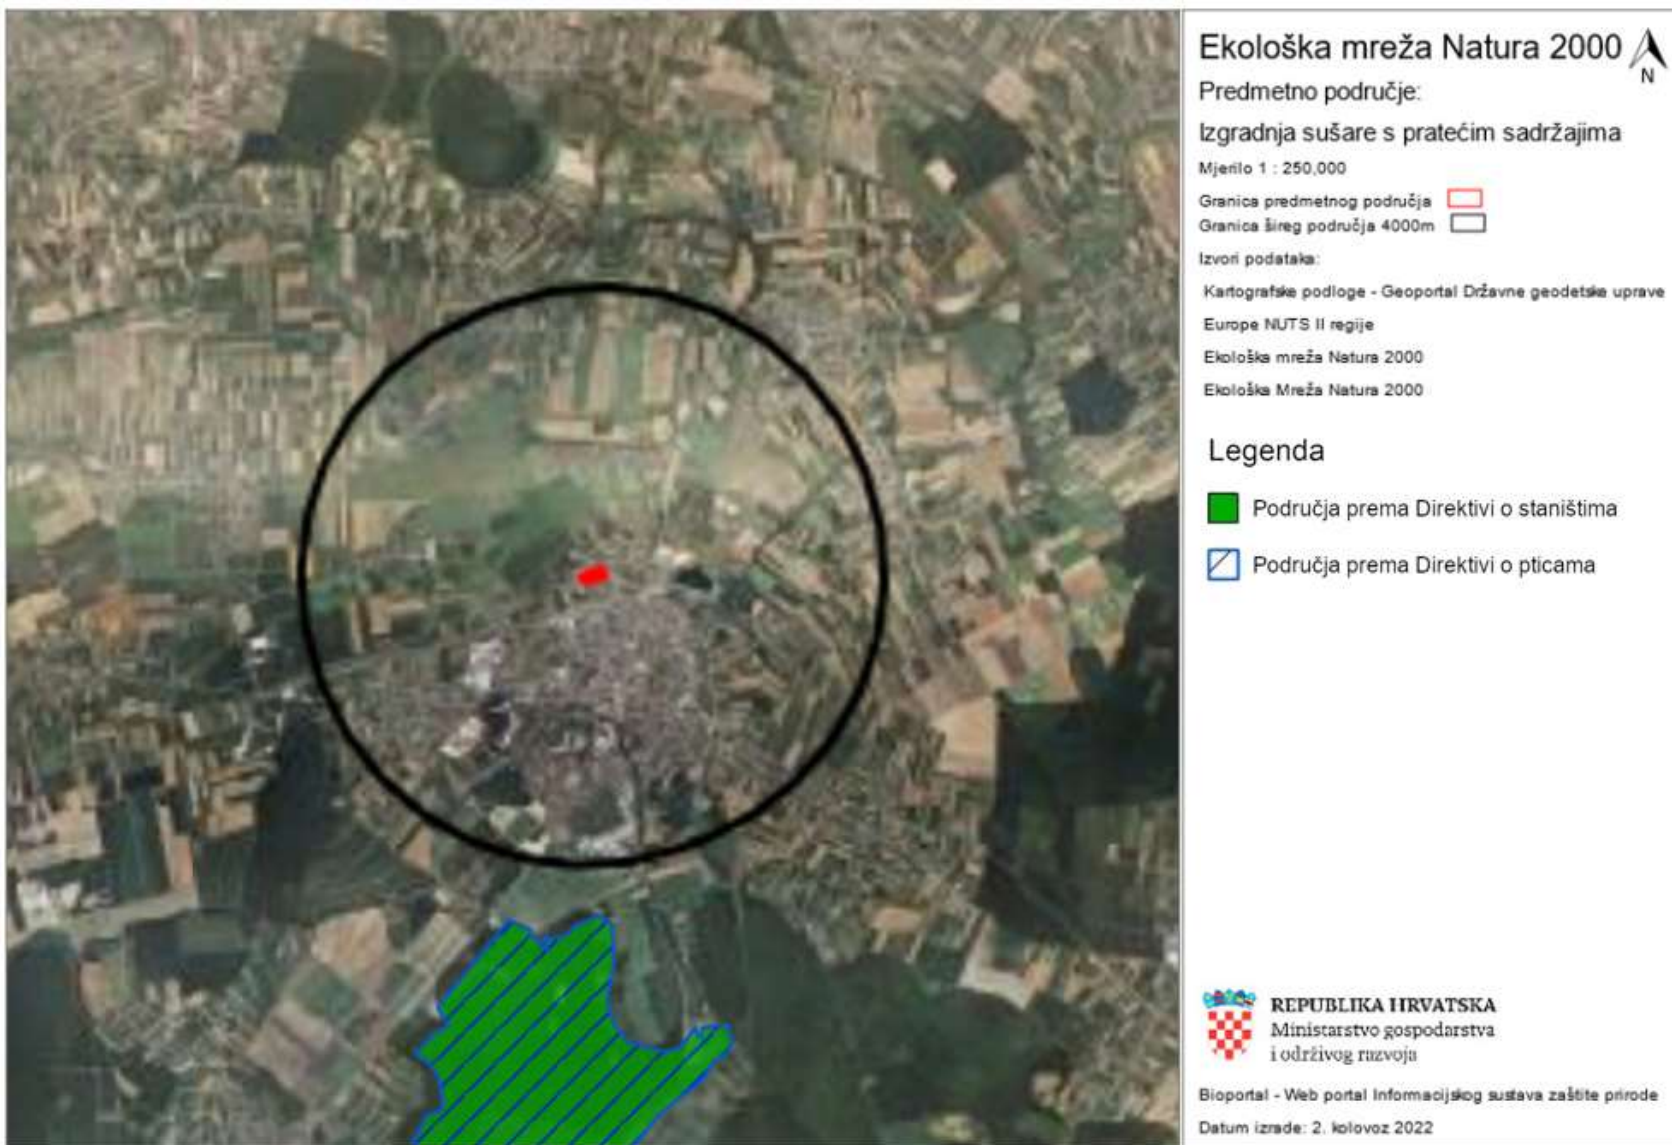 Ekološka mreža Natura 2000
N
Predmetno područje:
Izgradnja sušare s pratećim sadržajima
Mjerilo 1 : 250,000
Granica predmetnog područja
Granica šireg područja 4000m
Izvori podataka:
Kartografske podloge - Geoportal Državne geodetske uprave
Europe NUTS II regije
Ekološka mreža Natura 2000
Ekološka Mreža Natura 2000
Legenda
Područja prema Direktivi o staništima
Područja prema Direktivi o pticama
REPUBLIKA HRVATSKA
Ministarstvo gospodarstva
i održivog razvoja
Bioportal - Web portal Informacijskog sustava zaštite prirode
Datum izrade: 2. kolovoz 2022